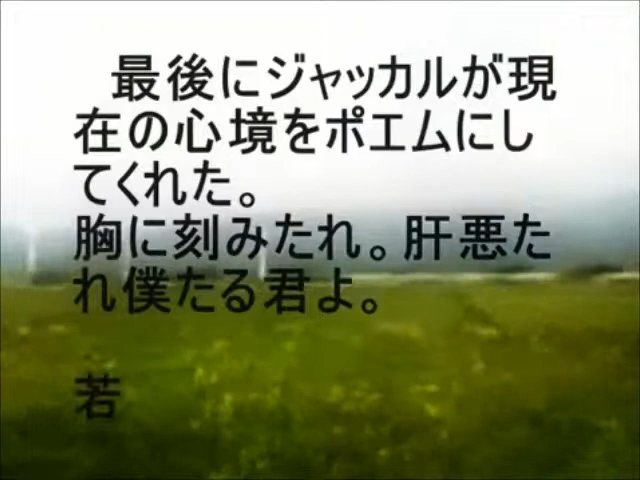 最後にジャッカルが現
在の心境をポエムにし
てくれた。
胸に刻みたれ。肝悪た
れ僕たる君よ。
若